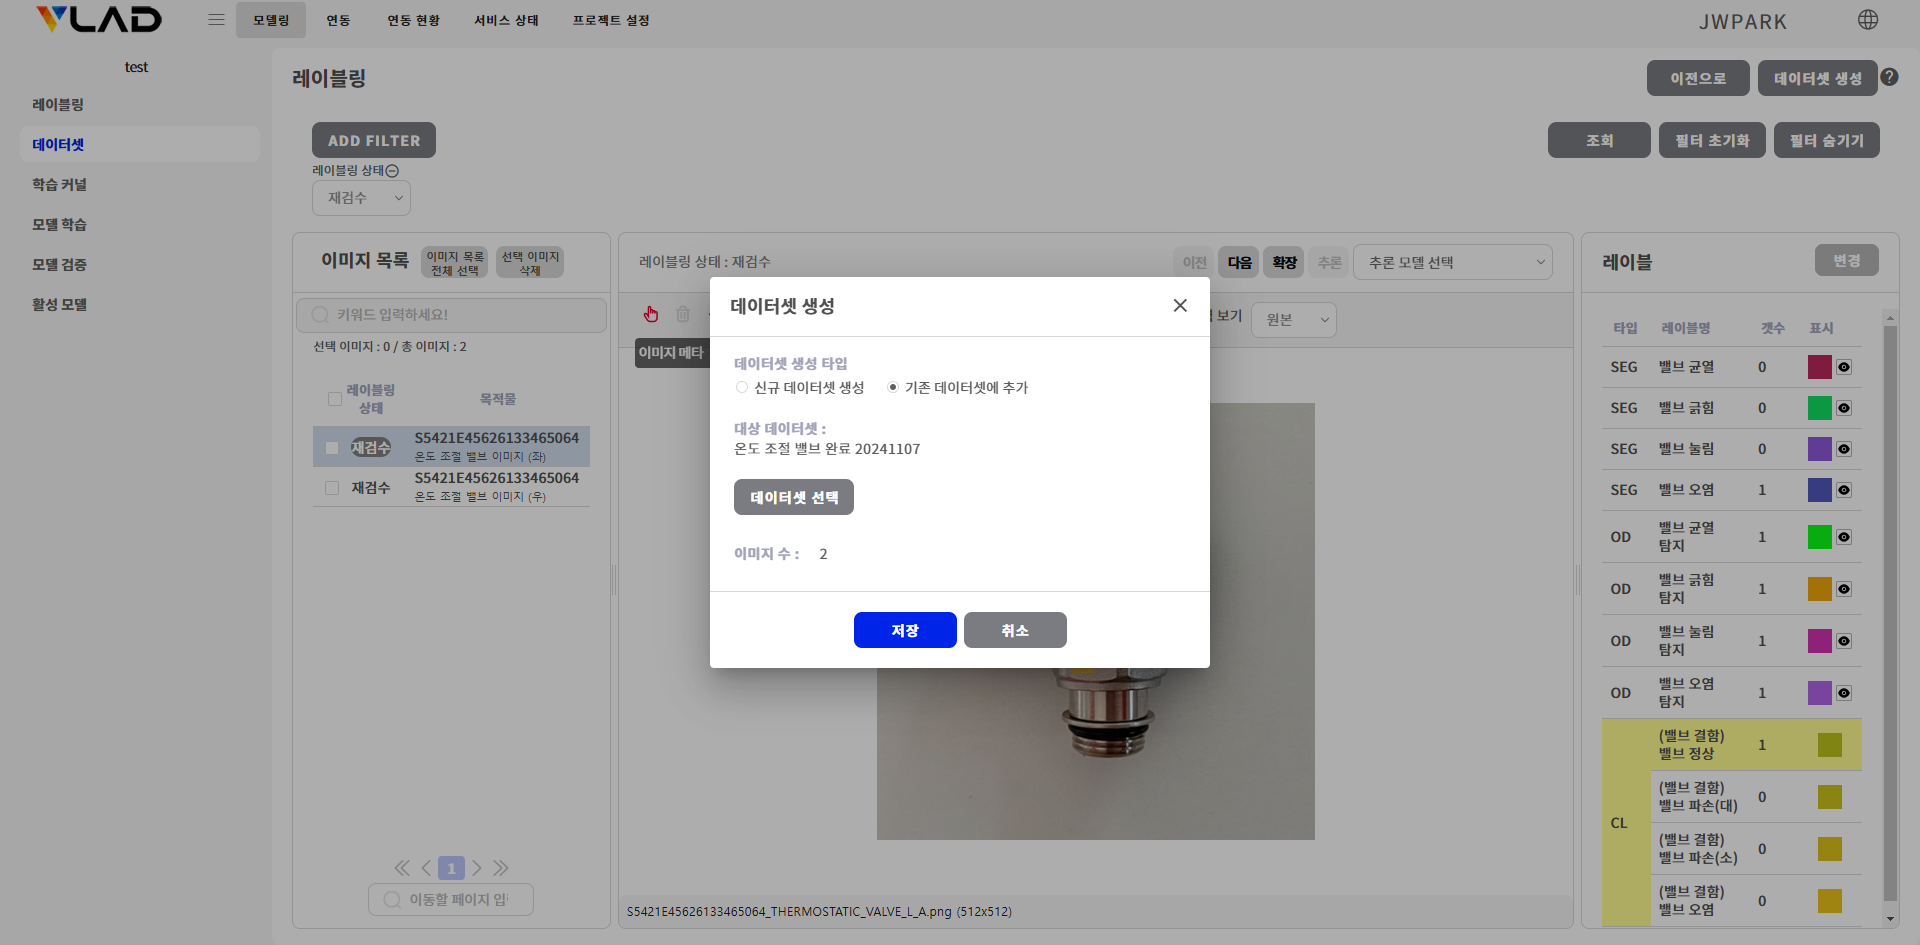 VLAD
모델링
연동
연동 현황
서비스 상태
프로젝트 설정
JWPARK
test
레이블링
데이터셋
학습 커널
모델 학습
모델 검증
활성 모델
레이블링
이전으로
데이터셋 생성
?
ADD FILTER
조회
필터 초기화
필터 숨기기
레이블링 상태
재검수
이미지 목록
이미지 목록
전체 선택
선택 이미지
삭제
키워드 입력하세요!
선택 이미지 : 0 / 총 이미지 : 2
레이블링
상태
목적물
재검수
S5421E45626133465064
온도 조절 밸브 이미지 (좌)
재검수
S5421E45626133465064
온도 조절 밸브 이미지 (우)
1
이동할 페이지 입
레이블링 상태 : 재검수
이전
다음
확장
추론
추론 모델 선택
보기
원본
이미지 메타
데이터셋 생성
데이터셋 생성 타입
신규 데이터셋 생성
기존 데이터셋에 추가
대상 데이터셋 :
온도 조절 밸브 완료 20241107
데이터셋 선택
이미지 수 : 2
저장
취소
S5421E45626133465064_THERMOSTATIC_VALVE_L_A.png (512x512)
레이블
변경
타입 레이블명 갯수 표시
SEG 밸브 균열 0
SEG 밸브 긁힘 0
SEG 밸브 눌림 0
SEG 밸브 오염 1
OD 밸브 균열 탐지 1
OD 밸브 긁힘 탐지 1
OD 밸브 눌림 탐지 1
OD 밸브 오염 탐지 1
CL
(밸브 결함)
밸브 정상 1
(밸브 결함)
밸브 파손(대) 0
(밸브 결함)
밸브 파손(소) 0
(밸브 결함)
밸브 오염 0